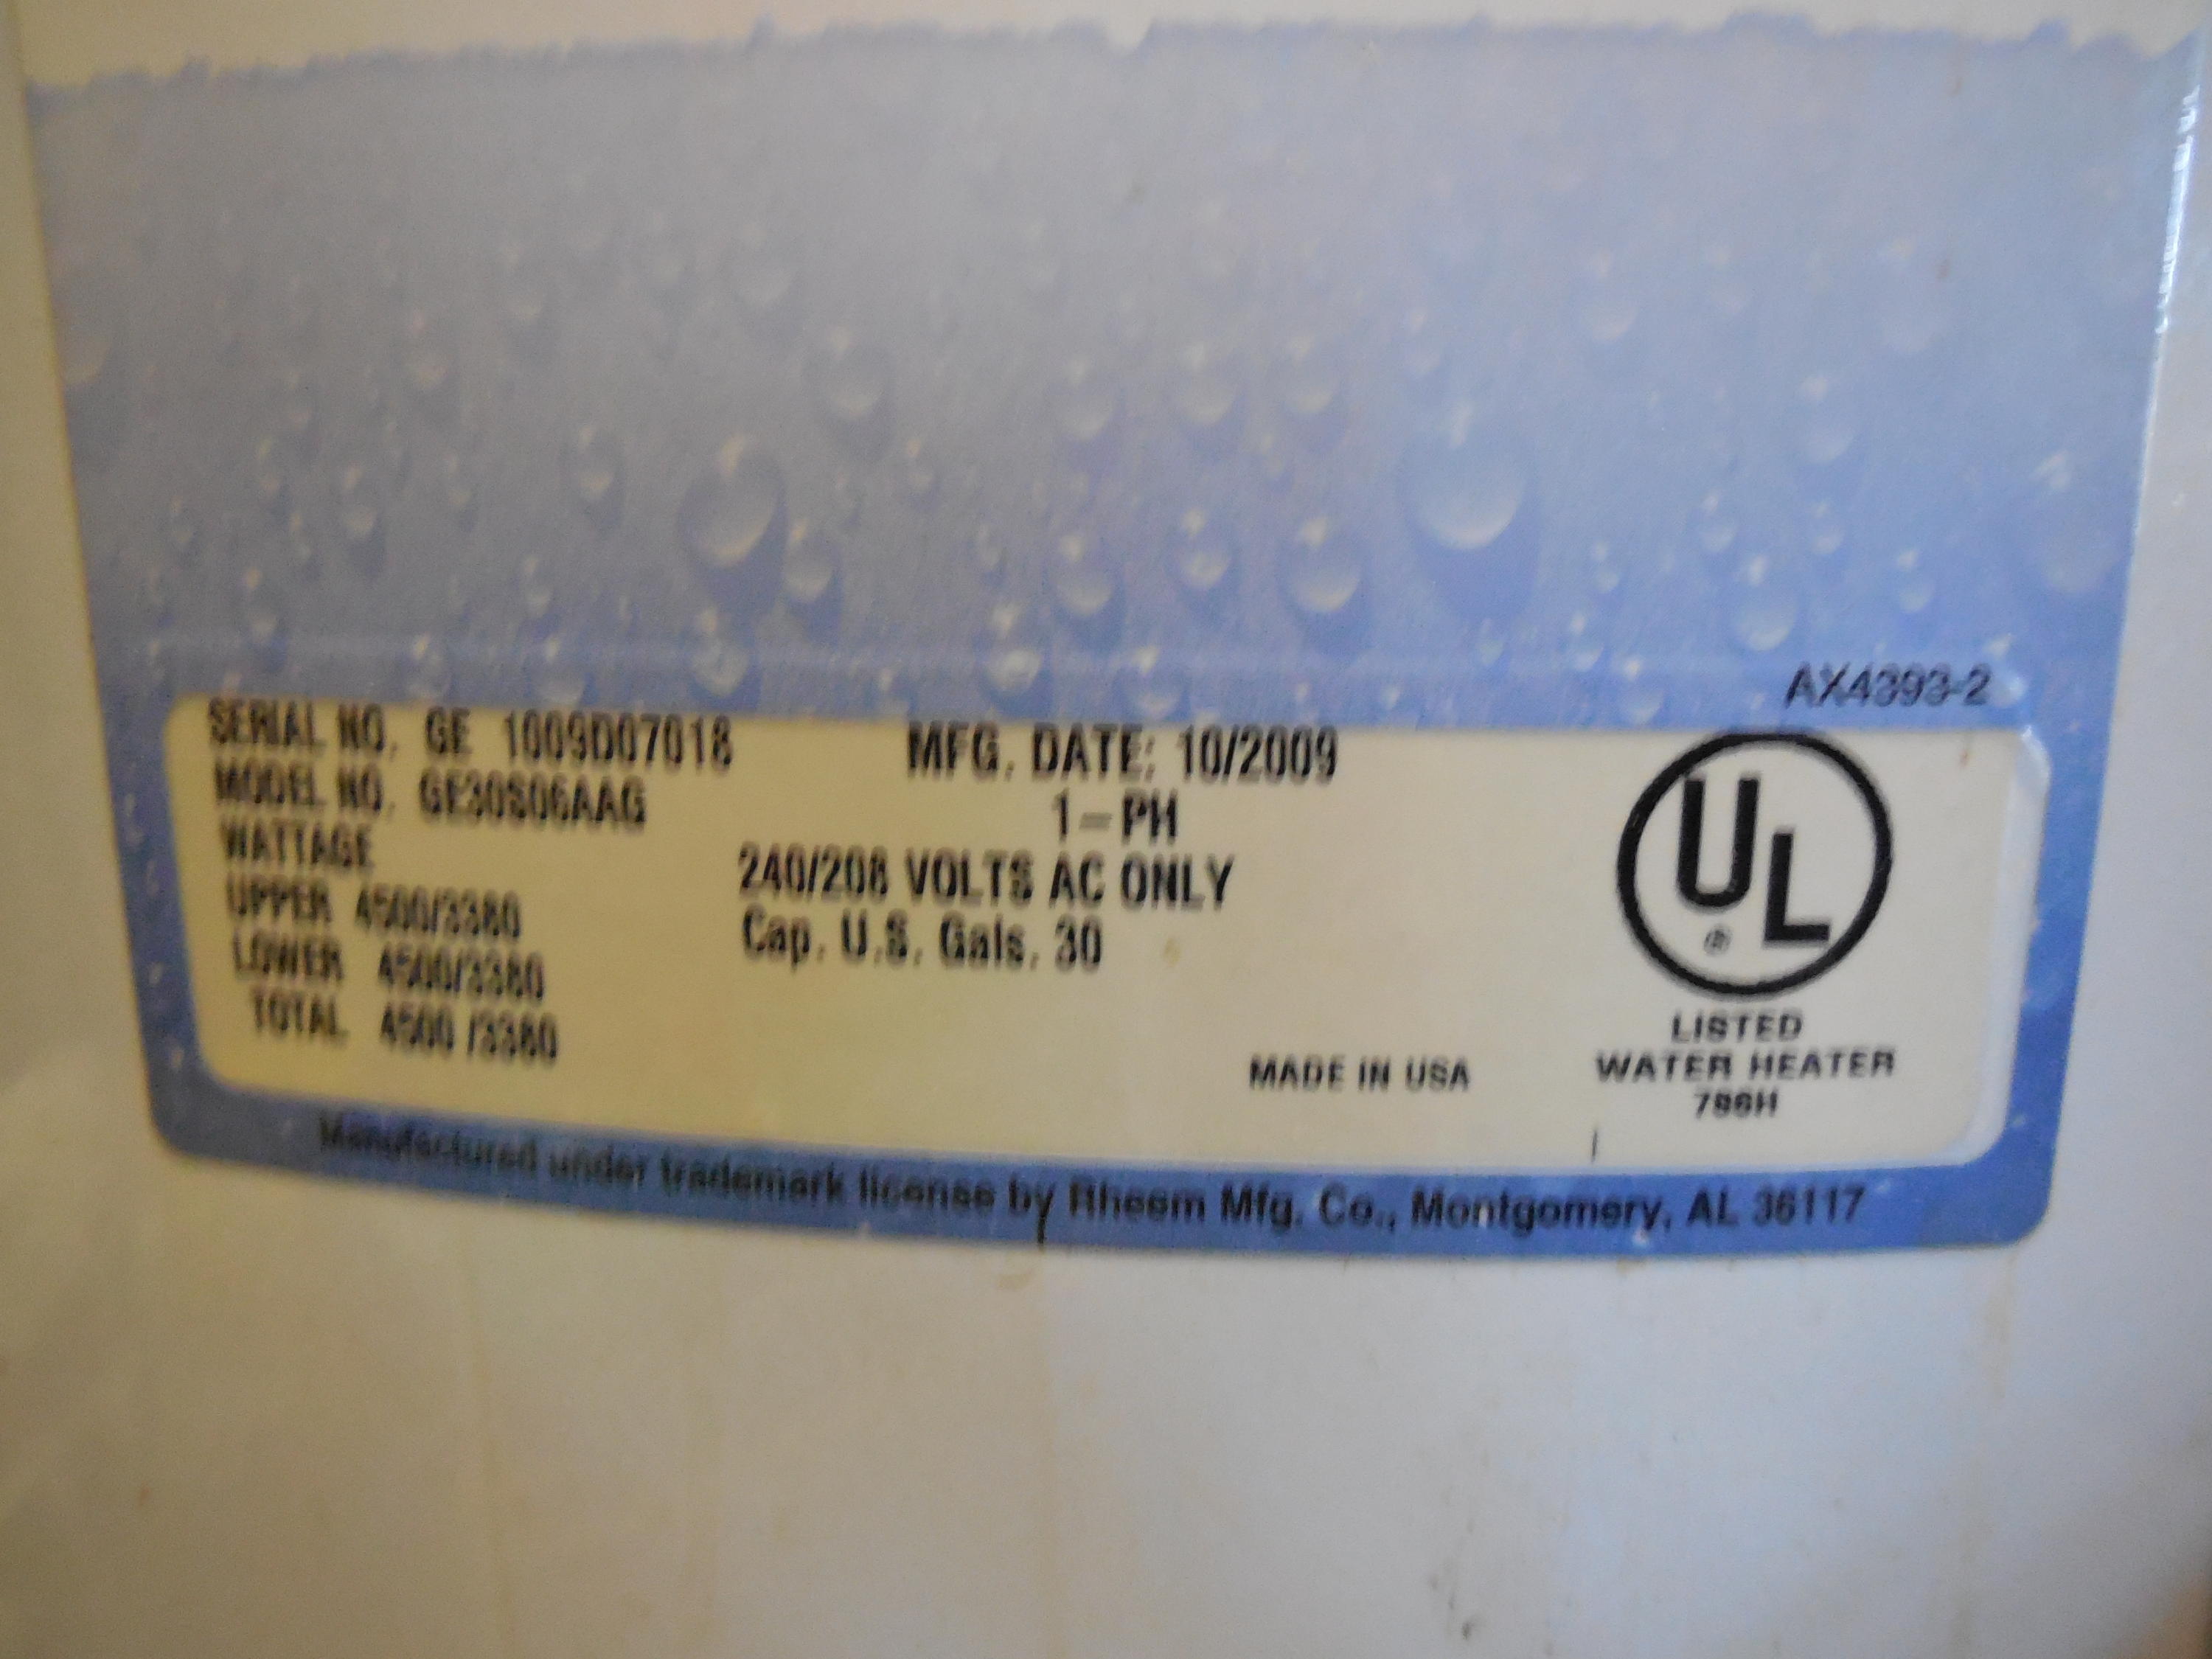 AX4393-2
SERIAL NO. GE 1009D07018 MFG. DATE: 10/2009
MODEL NO. GE30S06AAG 1-PH
WATTAGE 240/208 VOLTS AC ONLY
UPPER 4500/3380 Cap. U.S. Gals. 30
LOWER 4500/3380
TOTAL 4500 /3380
UL
®
LISTED
WATER HEATER
786H
MADE IN USA
Manufactured under trademark license by Rheem Mfg. Co., Montgomery, AL 36117